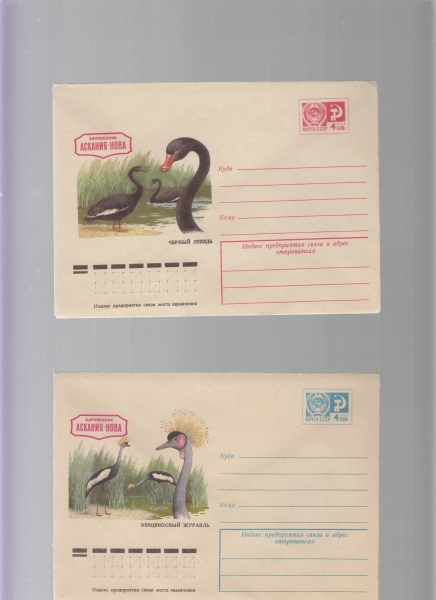 ЗАПОВЕДНИК
АСКАНИЯ-НОВА
ПОЧТА СССР 4 КОП.
Куда
Кому
ЧЕРНЫЙ ЛЕБЕДЬ
Индекс предприятия связи и адрес
отправителя
Индекс предприятия связи места назначения
ЗАПОВЕДНИК
АСКАНИЯ-НОВА
ПОЧТА СССР 4 КОП.
Куда
Кому
ВЕНЦЕНОСНЫЙ ЖУРАВЛЬ
Индекс предприятия связи и адрес
отправителя
Индекс предприятия связи места назначения